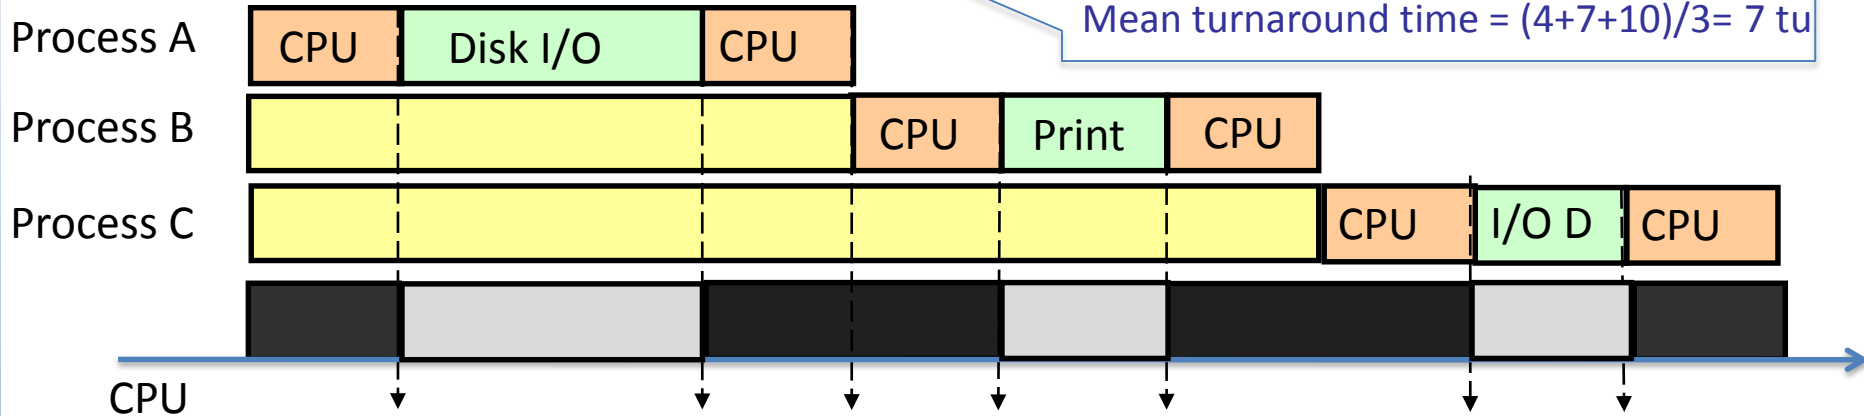 Mean turnaround time = (4+7+10)/3= 7 tu
Process A CPU Disk I/O CPU
Process B CPU Print CPU
Process C CPU I/O D CPU
CPU